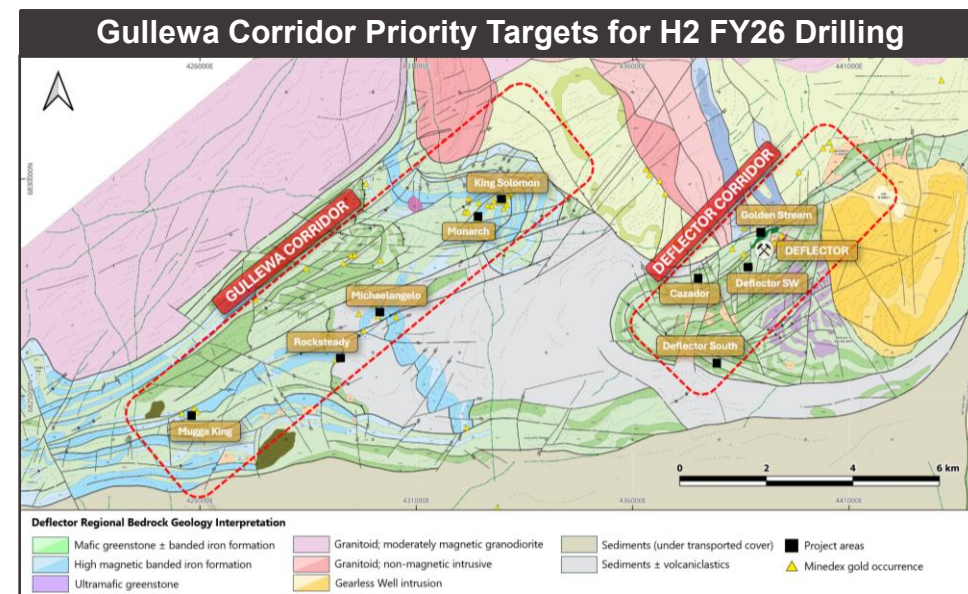 Gullewa Corridor Priority Targets for H2 FY26 Drilling
426000E
436000E
441000E
GULLEWA CORRIDOR
King Solomon
Monarch
DEFLECTOR CORRIDOR
Golden Stream
DEFLECTOR
Deflector SW
Cazador
Michaelangelo
Rocksteady
Deflector South
Mugga King
0 2 4 6 km
426000E
431000E
436000E
441000E
Deflector Regional Bedrock Geology Interpretation
Mafic greenstone ± banded iron formation
High magnetic banded iron formation
Ultramafic greenstone
Granitoid; moderately magnetic granodiorite
Granitoid; non-magnetic intrusive
Gearless Well intrusion
Sediments (under transported cover)
Sediments ± volcaniclastics
Project areas
Minedex gold occurrence